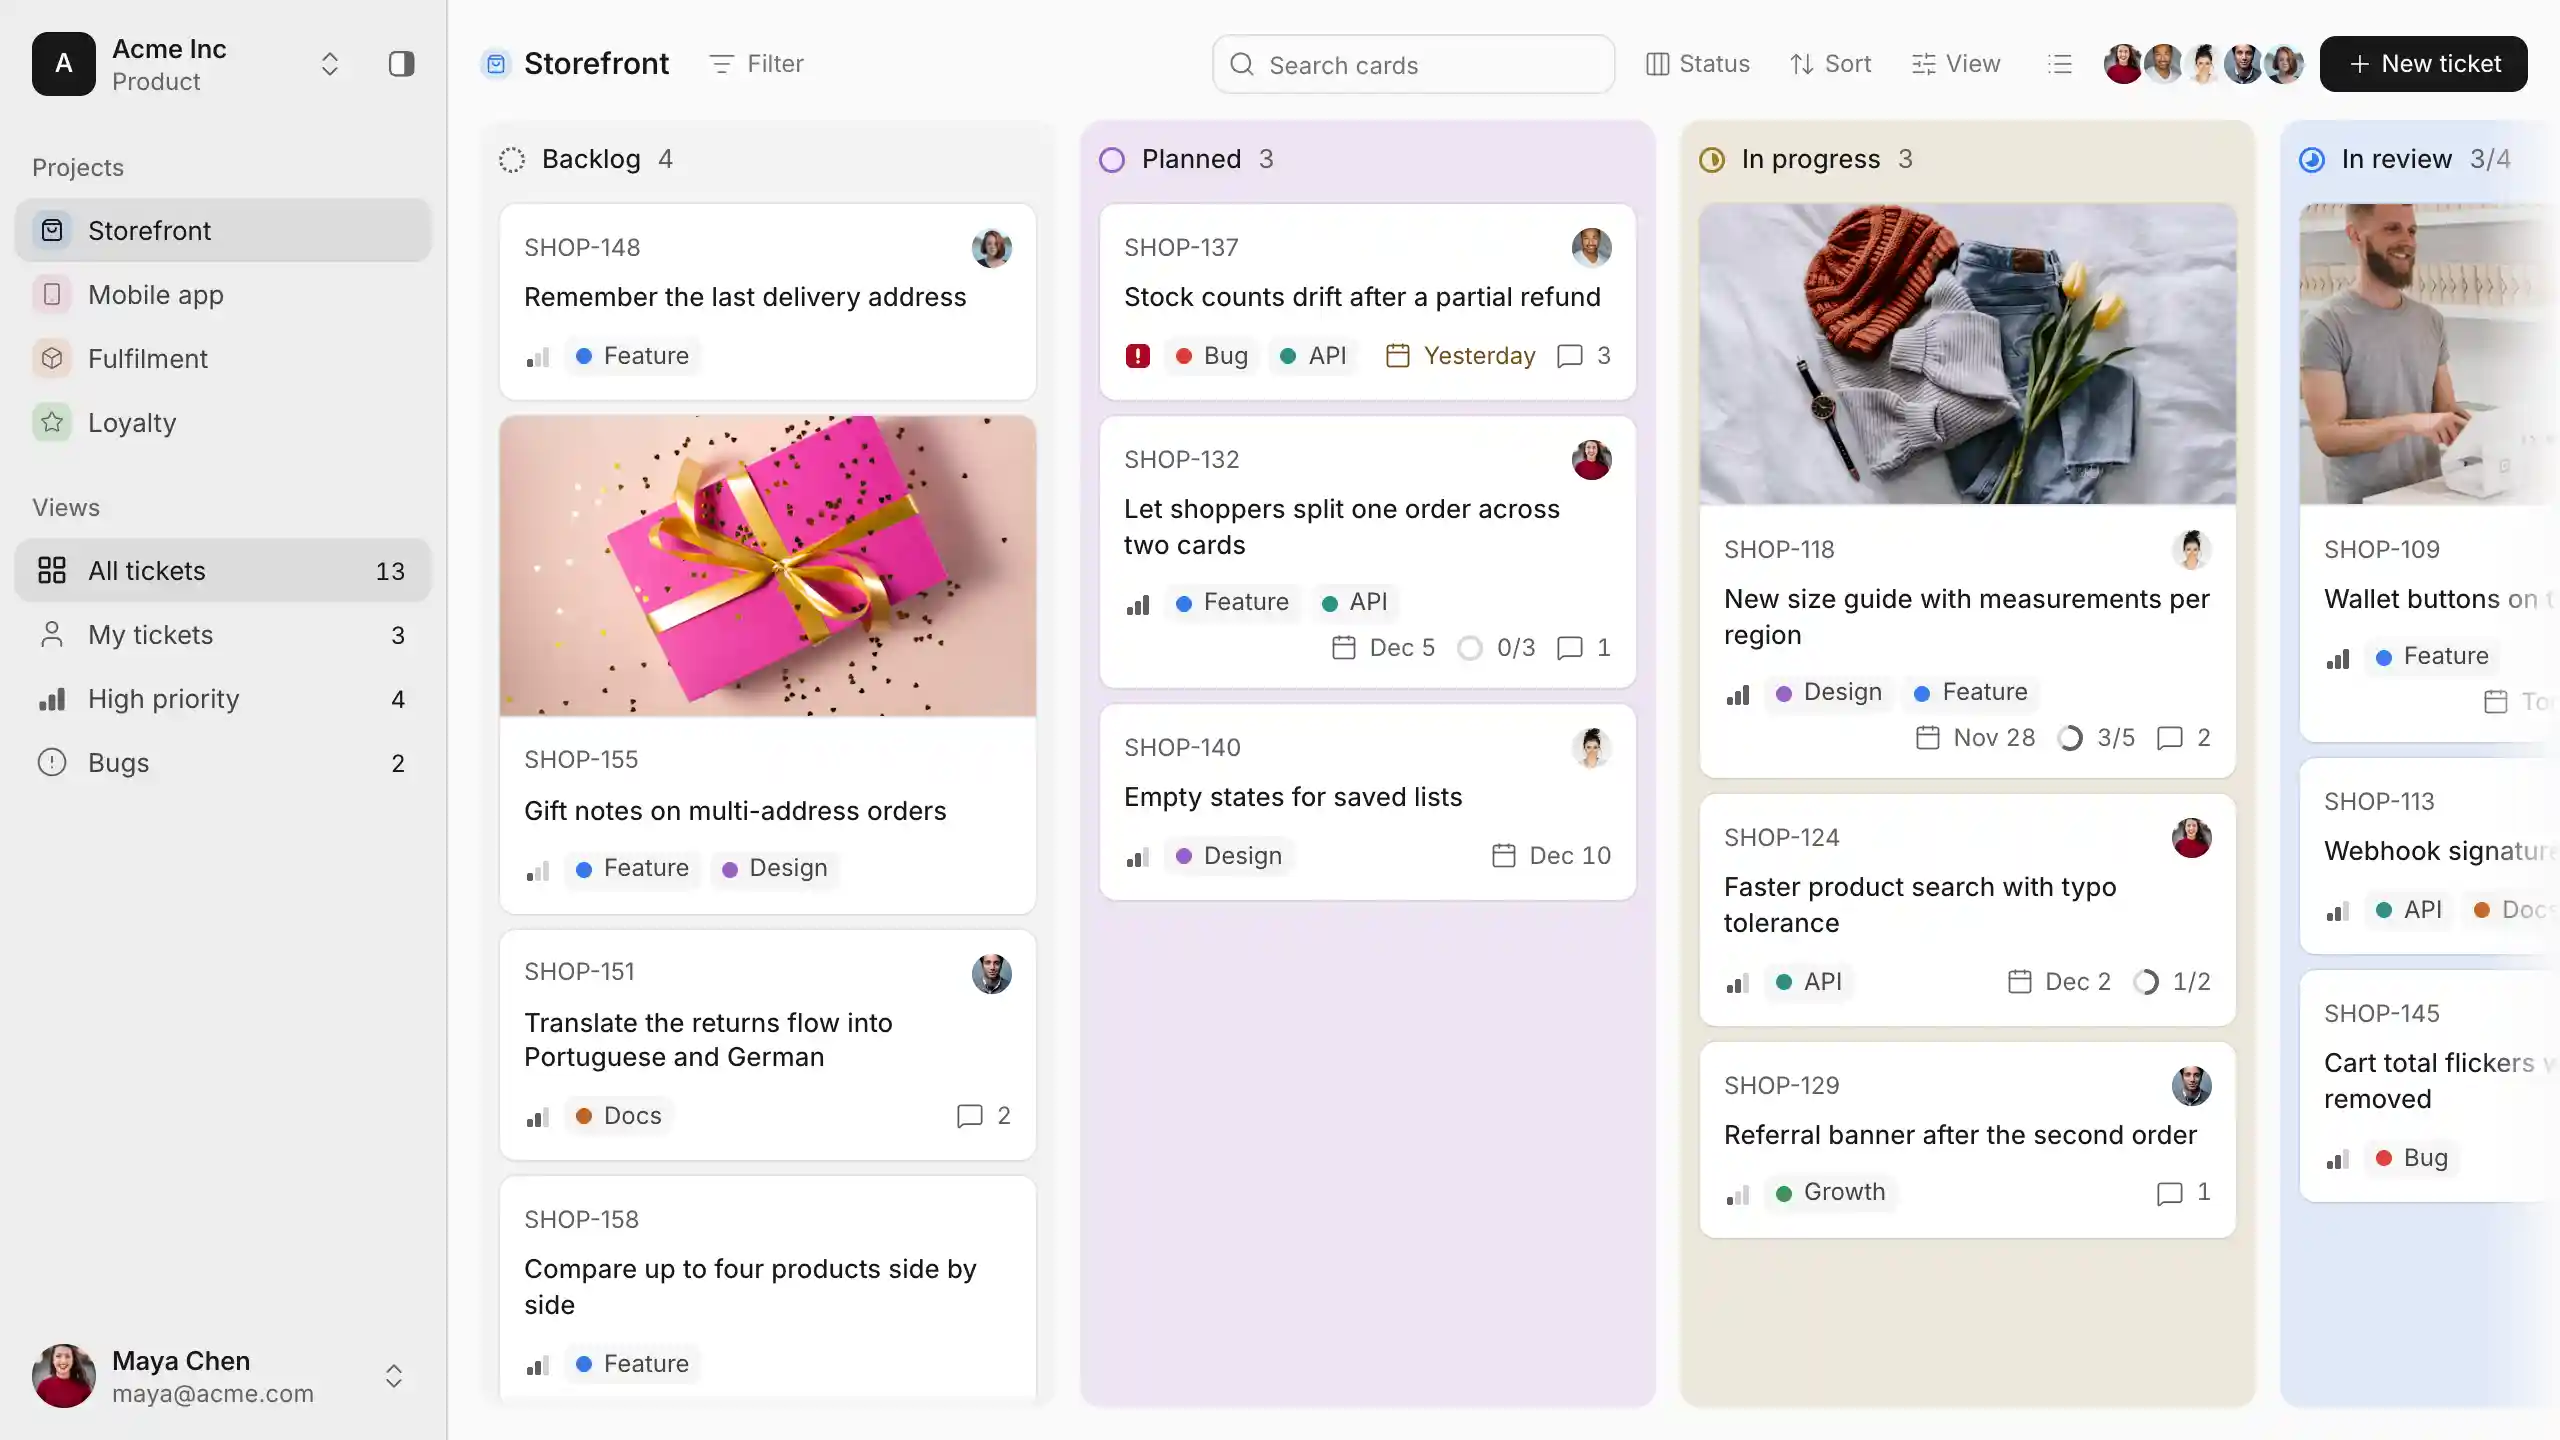 A
Acme Inc
Product
Projects
Storefront
Mobile app
Fulfilment
Loyalty
Views
All tickets 13
My tickets 3
High priority 4
Bugs 2
Maya Chen
maya@acme.com
Storefront
Filter
Search cards
Status
Sort
View
New ticket
Backlog 4
SHOP-148
Remember the last delivery address
Feature
SHOP-155
Gift notes on multi-address orders
Feature Design
SHOP-151
Translate the returns flow into
Portuguese and German
Docs 2
SHOP-158
Compare up to four products side by
side
Feature
Planned 3
SHOP-137
Stock counts drift after a partial refund
Bug API Yesterday 3
SHOP-132
Let shoppers split one order across
two cards
Feature API
Dec 5 0/3 1
SHOP-140
Empty states for saved lists
Design Dec 10
In progress 3
SHOP-118
New size guide with measurements per
region
Design Feature
Nov 28 3/5 2
SHOP-124
Faster product search with typo
tolerance
API Dec 2 1/2
SHOP-129
Referral banner after the second order
Growth 1
In review 3/4
SHOP-109
Wallet buttons on
Feature
SHOP-113
Webhook
API Docs
SHOP-145
Cart total flickers
removed
Bug